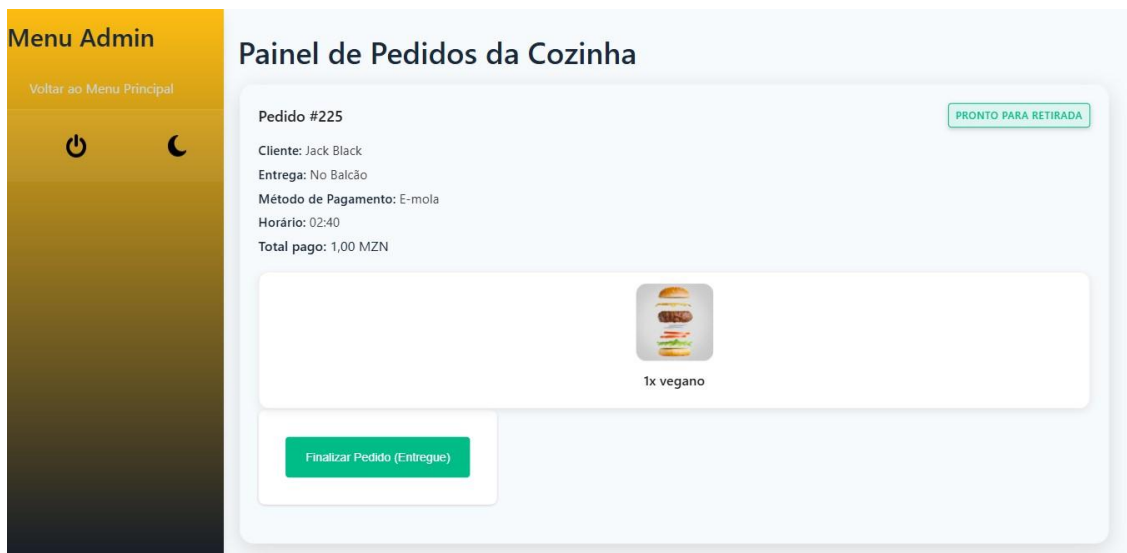 Menu Admin
Voltar ao Menu Principal
Painel de Pedidos da Cozinha
Pedido #225
PRONTO PARA RETIRADA
Cliente: Jack Black
Entrega: No Balcão
Método de Pagamento: E-mola
Horário: 02:40
Total pago: 1,00 MZN
1x vegano
Finalizar Pedido (Entregue)